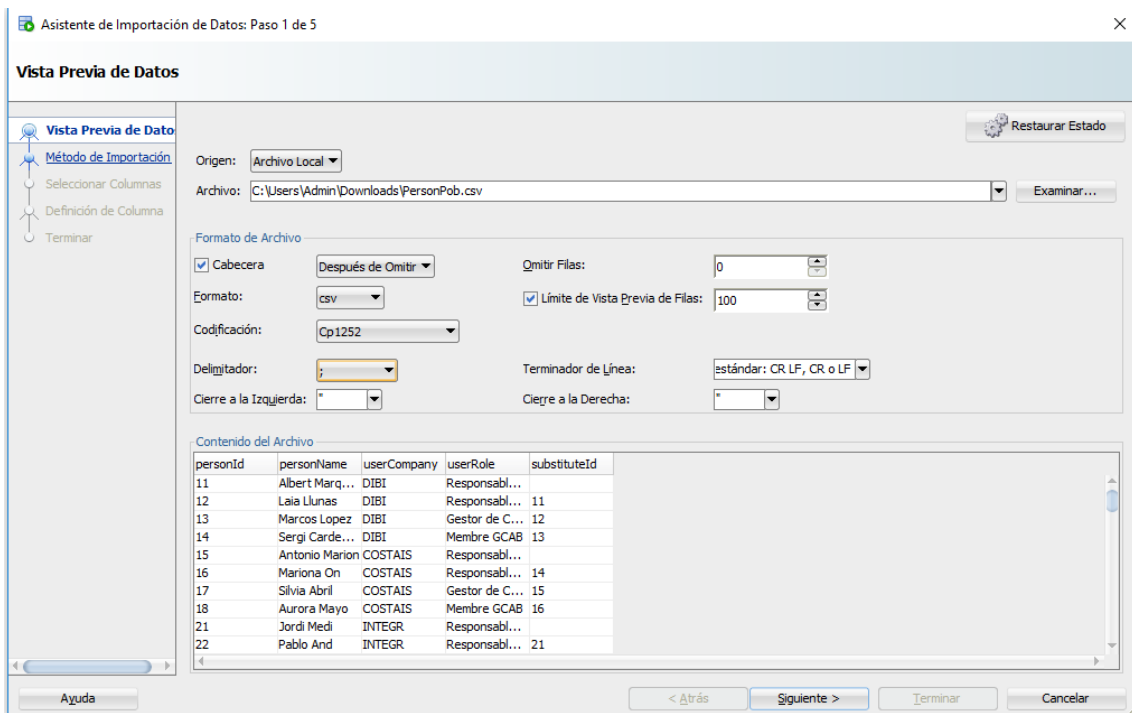 Asistente de Importación de Datos: Paso 1 de 5
Vista Previa de Datos
Vista Previa de Dato
Método de Importación
Seleccionar Columnas
Definición de Columna
Terminar
Restaurar Estado
Origen: Archivo Local
Archivo: C:\Users\Admin\Downloads\PersonPob.csv Examinar...
Formato de Archivo
Cabecera Después de Omitir Omitir Filas: 0
Formato: csv Límite de Vista Previa de Filas: 100
Codificación: Cp1252
Delimitador: ; Terminador de Línea: estándar: CR LF, CR o LF
Cierre a la Izquierda: " Cierre a la Derecha: "
Contenido del Archivo
personId personName userCompany userRole substituteId
11 Albert Marq... DIBI Responsabl...
12 Laia Llunas DIBI Responsabl... 11
13 Marcos Lopez DIBI Gestor de C... 12
14 Sergi Carde... DIBI Membre GCAB 13
15 Antonio Marion COSTAIS Responsabl...
16 Mariona On COSTAIS Responsabl... 14
17 Silvia Abril COSTAIS Gestor de C... 15
18 Aurora Mayo COSTAIS Membre GCAB 16
21 Jordi Medi INTEGR Responsabl...
22 Pablo And INTEGR Responsabl... 21
Ayuda < Atrás Siguiente > Terminar Cancelar